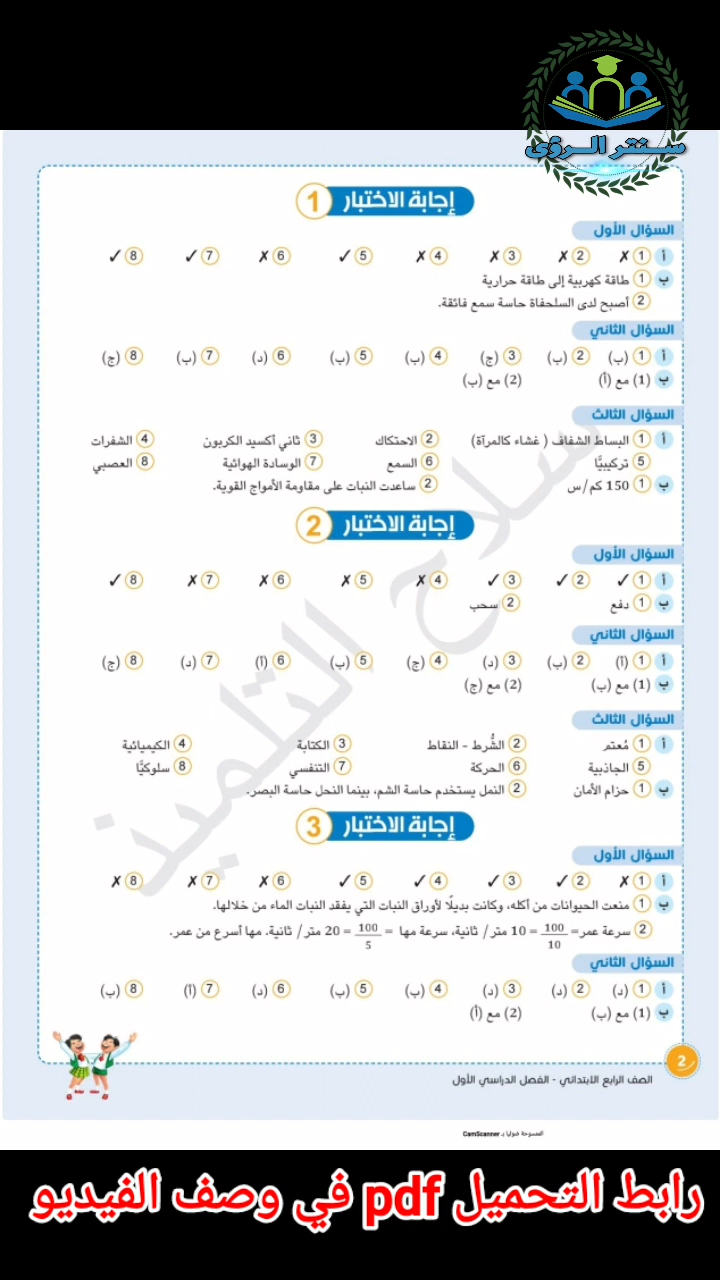 سنتر الرؤى
إجابة الاختبار 1
السؤال الأول
أ 1 ✗ 2 ✗ 3 ✗ 4 ✗ 5 ✓ 6 ✗ 7 ✓ 8 ✓
ب 1 طاقة كهربية إلى طاقة حرارية
2 أصبح لدى السلحفاة حاسة سمع فائقة.
السؤال الثاني
أ 1 (ب) 2 (ب) 3 (ج) 4 (ب) 5 (ب) 6 (د) 7 (ب) 8 (ج)
ب (1) مع (أ) (2) مع (ب)
السؤال الثالث
أ 1 البساط الشفاف ( غشاء كالمرآة) 2 الاحتكاك 3 ثاني أكسيد الكربون 4 الشفرات
5 تركيبيًّا 6 السمع 7 الوسادة الهوائية 8 العصبي
ب 1 150 كم/س 2 ساعدت النبات على مقاومة الأمواج القوية.
إجابة الاختبار 2
السؤال الأول
أ 1 ✓ 2 ✓ 3 ✓ 4 ✗ 5 ✗ 6 ✗ 7 ✗ 8 ✓
ب 1 دفع 2 سحب
السؤال الثاني
أ 1 (أ) 2 (ب) 3 (د) 4 (ج) 5 (ب) 6 (أ) 7 (د) 8 (ج)
ب (1) مع (ب) (2) مع (ج)
السؤال الثالث
أ 1 مُعتم 2 الشُّرط - النقاط 3 الكتابة 4 الكيميائية
5 الجاذبية 6 الحركة 7 التنفسي 8 سلوكيًّا
ب 1 حزام الأمان 2 النمل يستخدم حاسة الشم، بينما النحل حاسة البصر.
إجابة الاختبار 3
السؤال الأول
أ 1 ✗ 2 ✓ 3 ✓ 4 ✓ 5 ✓ 6 ✗ 7 ✗ 8 ✗
ب 1 منعت الحيوانات من أكله، وكانت بديلًا لأوراق النبات التي يفقد النبات الماء من خلالها.
2 سرعة عمر= 100/10 = 10 متر/ ثانية، سرعة مها = 100/5 = 20 متر/ ثانية، مها أسرع من عمر.
السؤال الثاني
أ 1 (د) 2 (د) 3 (د) 4 (ب) 5 (ب) 6 (د) 7 (أ) 8 (ب)
ب (1) مع (ب) (2) مع (أ)
سلاح التلميذ
2
الصف الرابع الابتدائي - الفصل الدراسي الأول
الممسوحة ضوئيا بـ CamScanner
رابط التحميل pdf في وصف الفيديو